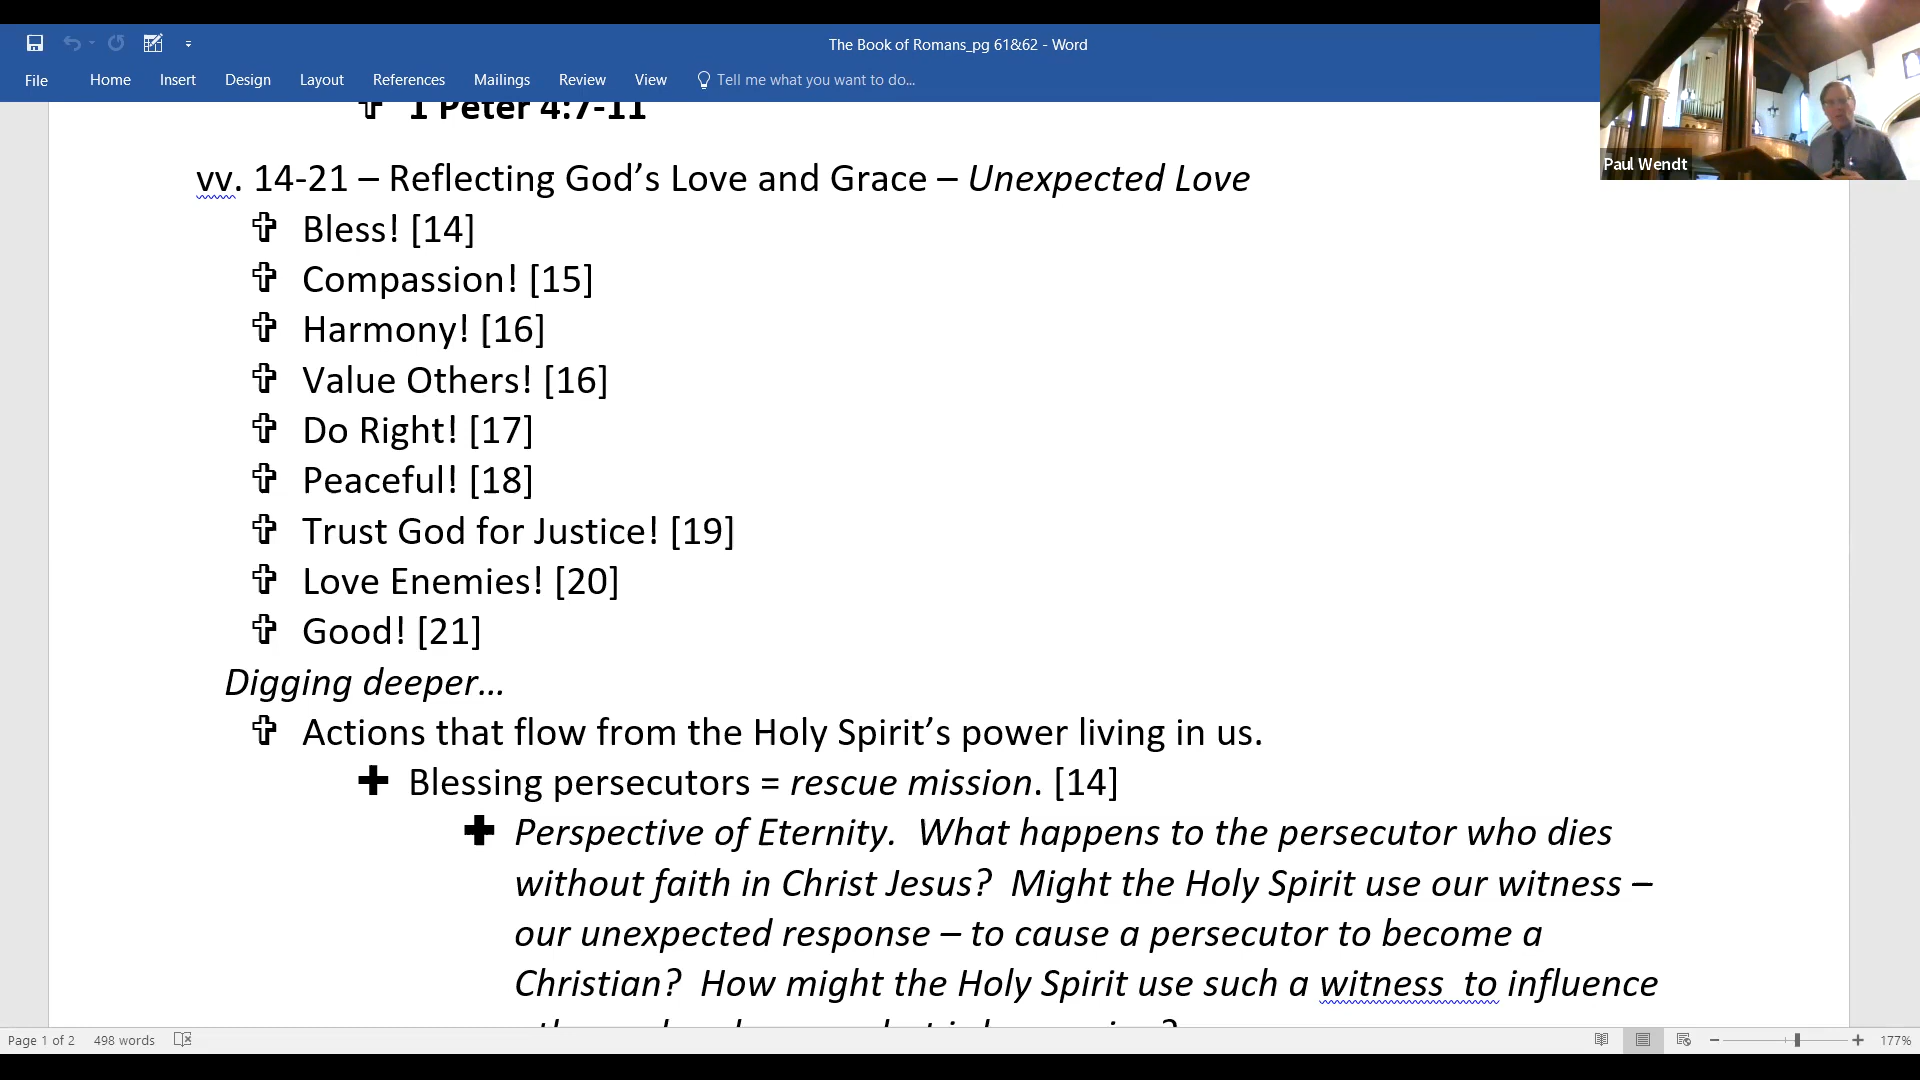 The Book of Romans_pg 61&62 - Word
File Home Insert Design Layout References Mailings Review View Tell me what you want to do...
Paul Wendt
1 Peter 4:7-11
vv. 14-21 – Reflecting God’s Love and Grace – Unexpected Love
Bless! [14]
Compassion! [15]
Harmony! [16]
Value Others! [16]
Do Right! [17]
Peaceful! [18]
Trust God for Justice! [19]
Love Enemies! [20]
Good! [21]
Digging deeper…
Actions that flow from the Holy Spirit’s power living in us.
Blessing persecutors = rescue mission. [14]
Perspective of Eternity.  What happens to the persecutor who dies
without faith in Christ Jesus?  Might the Holy Spirit use our witness –
our unexpected response – to cause a persecutor to become a
Christian?  How might the Holy Spirit use such a witness  to influence
Page 1 of 2 498 words 177%